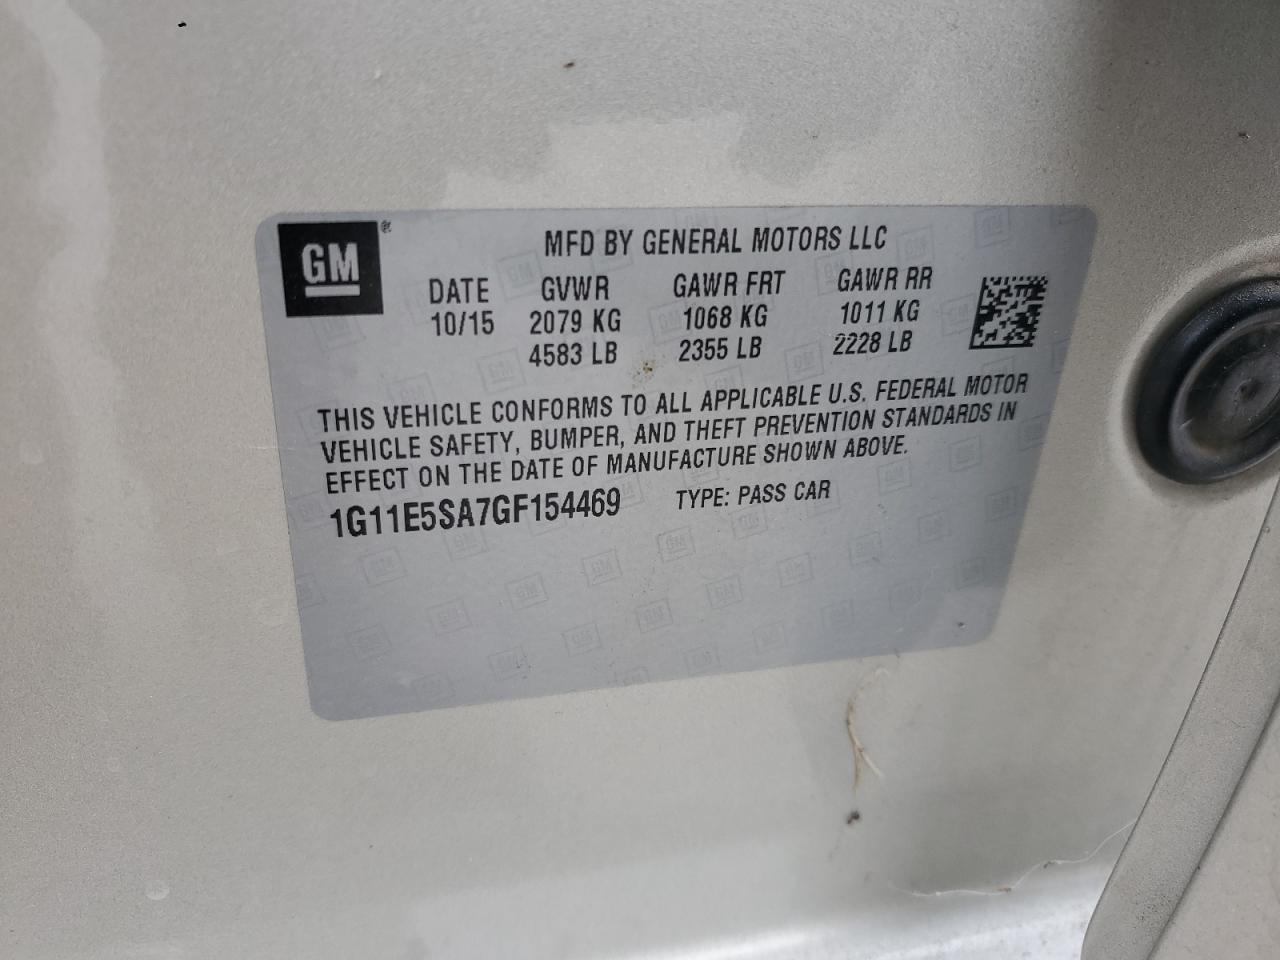 GM®
MFD BY GENERAL MOTORS LLC
DATE GVWR GAWR FRT GAWR RR
10/15 2079 KG 1068 KG 1011 KG
4583 LB 2355 LB 2228 LB
THIS VEHICLE CONFORMS TO ALL APPLICABLE U.S. FEDERAL MOTOR
VEHICLE SAFETY, BUMPER, AND THEFT PREVENTION STANDARDS IN
EFFECT ON THE DATE OF MANUFACTURE SHOWN ABOVE.
1G11E5SA7GF154469 TYPE: PASS CAR